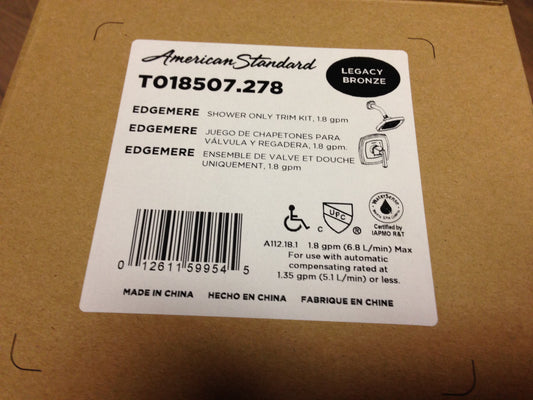 American Standard
T018507.278
LEGACY
BRONZE
EDGEMERE SHOWER ONLY TRIM KIT, 1.8 gpm
EDGEMERE JUEGO DE CHAPETONES PARA
VÁLVULA Y REGADERA, 1.8 gpm.
EDGEMERE ENSEMBLE DE VALVE ET DOUCHE
UNIQUEMENT, 1.8 gpm
C UPC ®
WaterSense
Meets EPA Criteria
Certified by
IAPMO R&T
A112.18.1 1.8 gpm (6.8 L/min) Max
For use with automatic
compensating rated at
1.35 gpm (5.1 L/min) or less.
0 12611 59954 5
MADE IN CHINA HECHO EN CHINA FABRIQUE EN CHINE